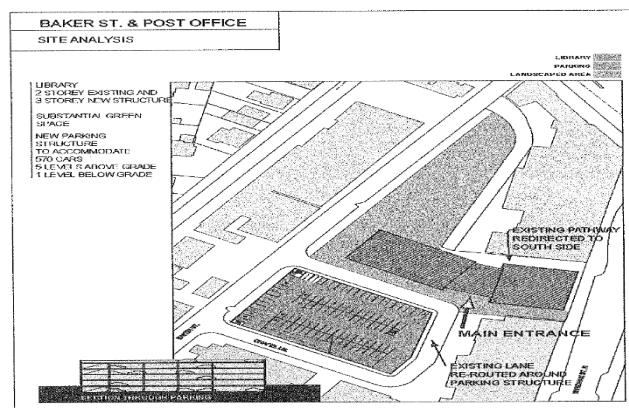 BAKER ST. & POST OFFICE
SITE ANALYSIS
LIBRARY
PARKING
LANDSCAPED AREA
LIBRARY
2 STOREY EXISTING AND
3 STOREY NEW STRUCTURE
SUBSTANTIAL GREEN
SPACE
NEW PARKING
STRUCTURE
TO ACCOMMODATE
570 CARS
5 LEVELS ABOVE GRADE
1 LEVEL BELOW GRADE
EXISTING PATHWAY
REDIRECTED TO
SOUTH SIDE
MAIN ENTRANCE
EXISTING LANE
RE-ROUTED AROUND
PARKING STRUCTURE
SECTION THROUGH PARKING